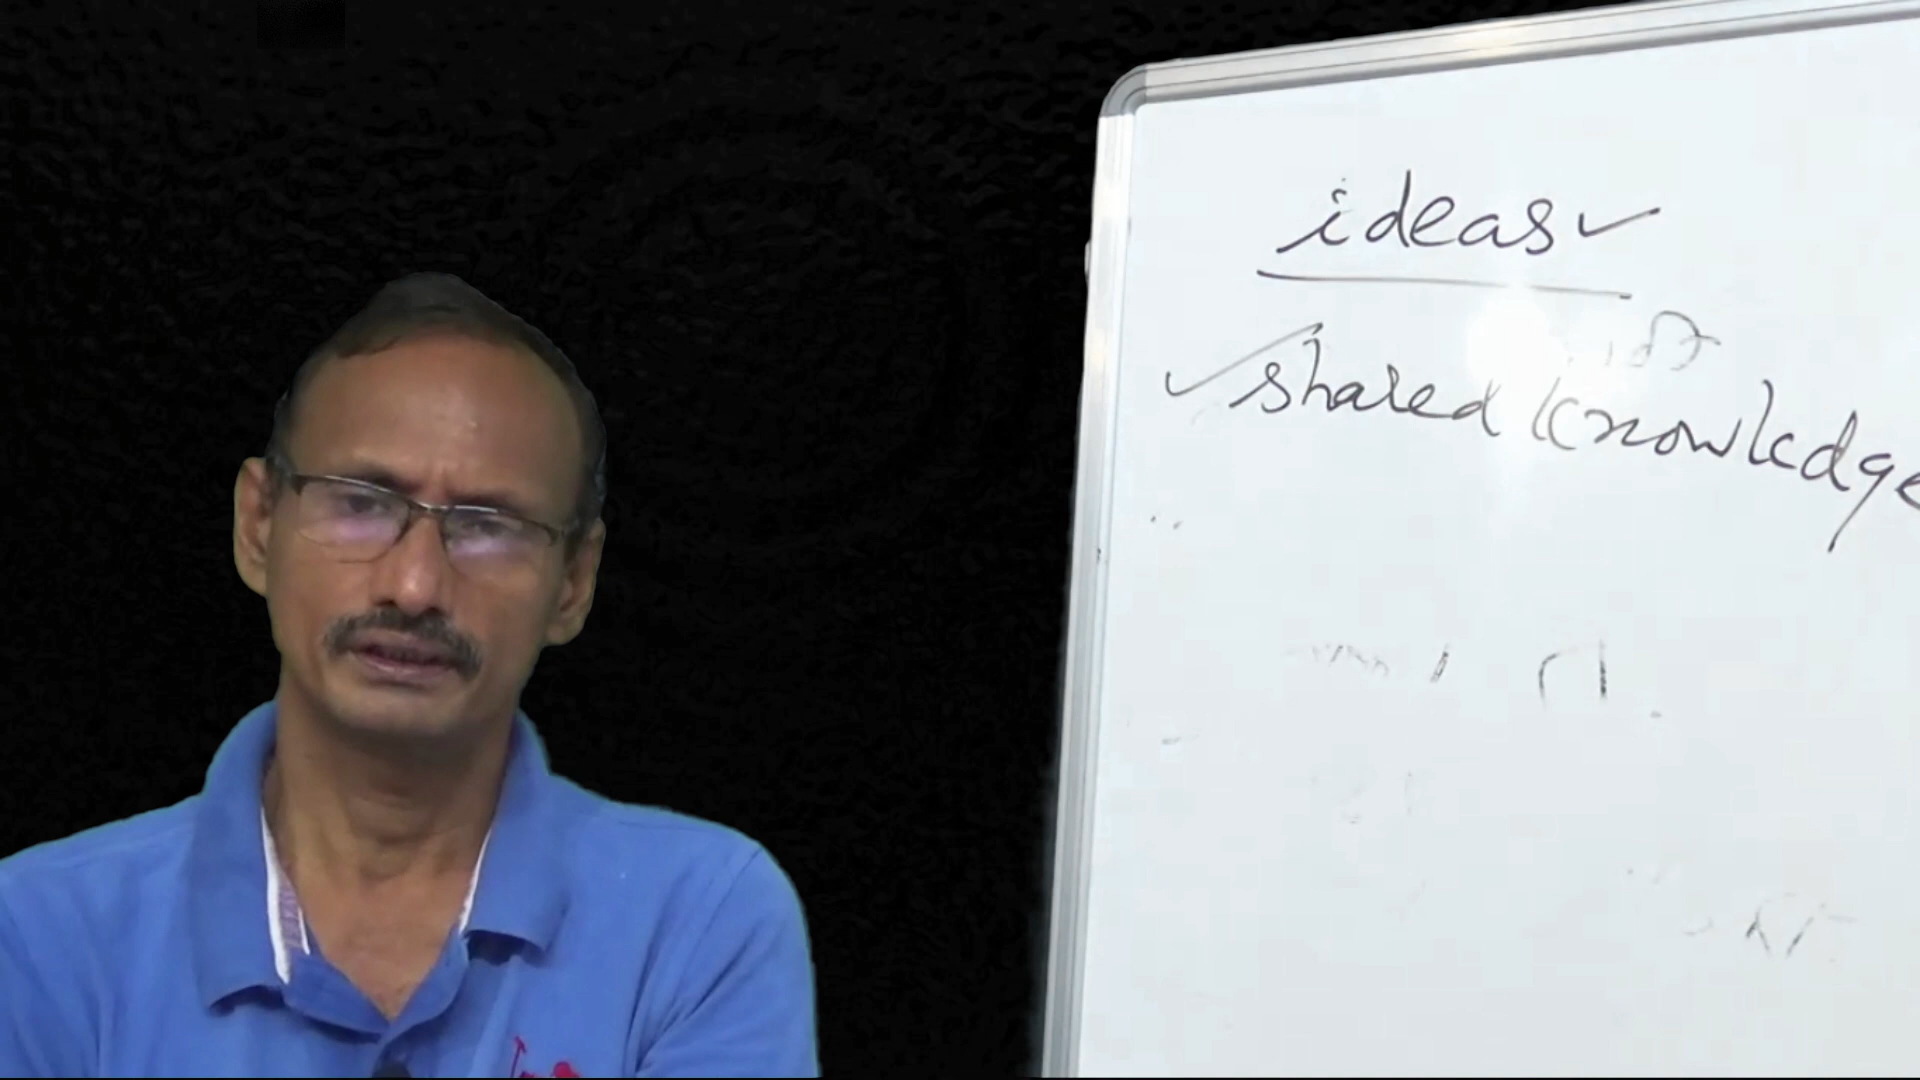 ideas ✓
✓ shared knowledge